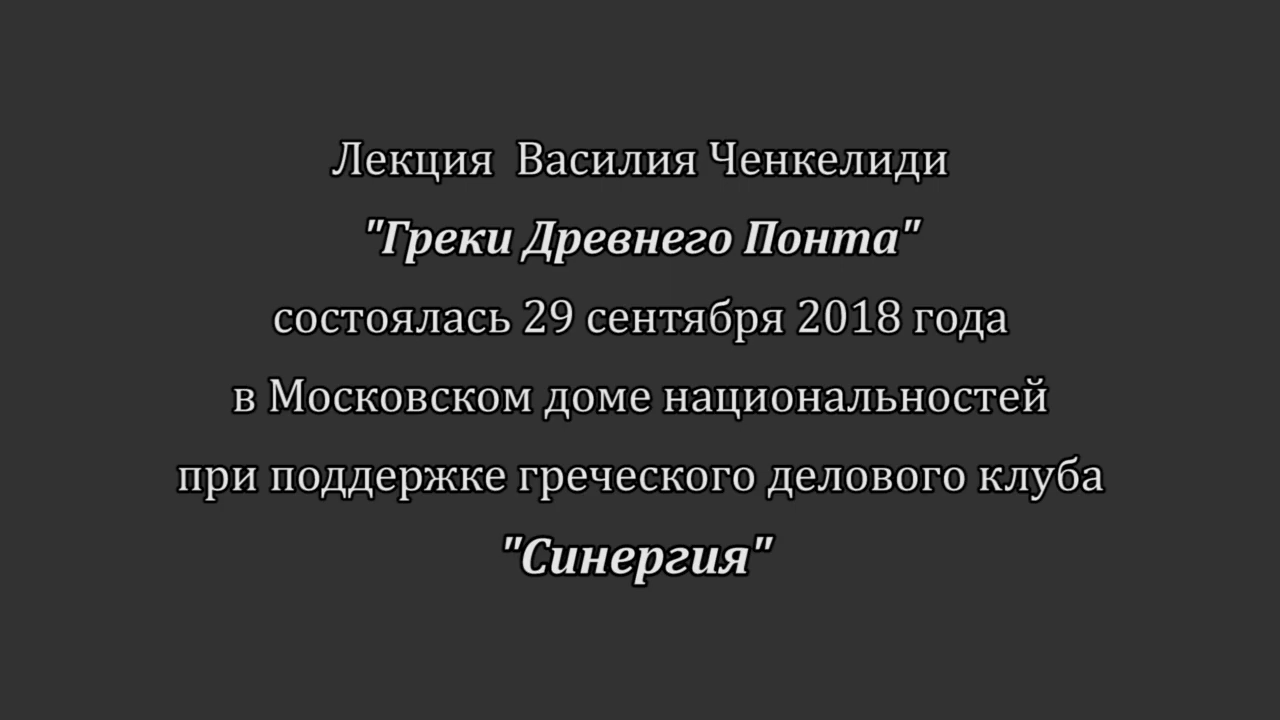 Лекция Василия Ченкелиди
"Греки Древнего Понта"
состоялась 29 сентября 2018 года
в Московском доме национальностей
при поддержке греческого делового клуба
"Синергия"